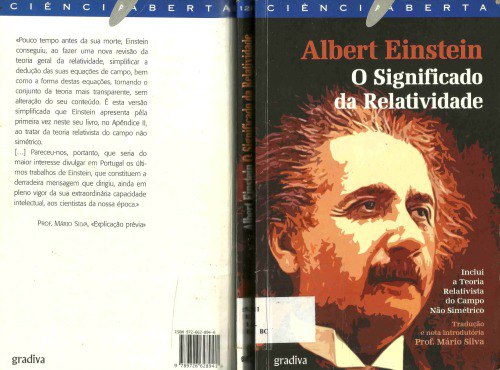 CIÊNCIA ABERTA
«Pouco tempo antes da sua morte, Einstein
conseguiu, ao fazer uma nova revisão da
teoria geral da relatividade, simplificar a
dedução das suas equações de campo, bem
como a forma destas equações, tornando o
conjunto da teoria mais transparente, sem
alteração do seu conteúdo. É esta versão
simplificada que Einstein apresenta pela
primeira vez neste seu livro, no Apêndice II,
ao tratar da teoria relativista do campo não
simétrico.
[…] Pareceu-nos, portanto, que seria do
maior interesse divulgar em Portugal os últi-
mos trabalhos de Einstein, que constituem a
derradeira mensagem que dirigiu, ainda em
pleno vigor da sua extraordinária capacidade
intelectual, aos cientistas da nossa época.»
PROF. MÁRIO SILVA, «Explicação prévia»
gradiva
Albert Einstein O Significado da Relatividade
CIÊNCIA ABERTA
Albert Einstein
O Significado
da Relatividade
Inclui
a Teoria
Relativista
do Campo
Não Simétrico
Tradução
e nota introdutória
Prof. Mário Silva
BC
gradiva